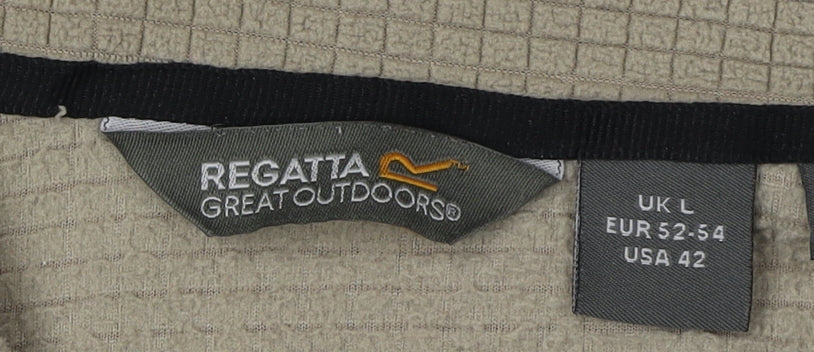 REGATTA
GREAT OUTDOORS®
UK L
EUR 52-54
USA 42